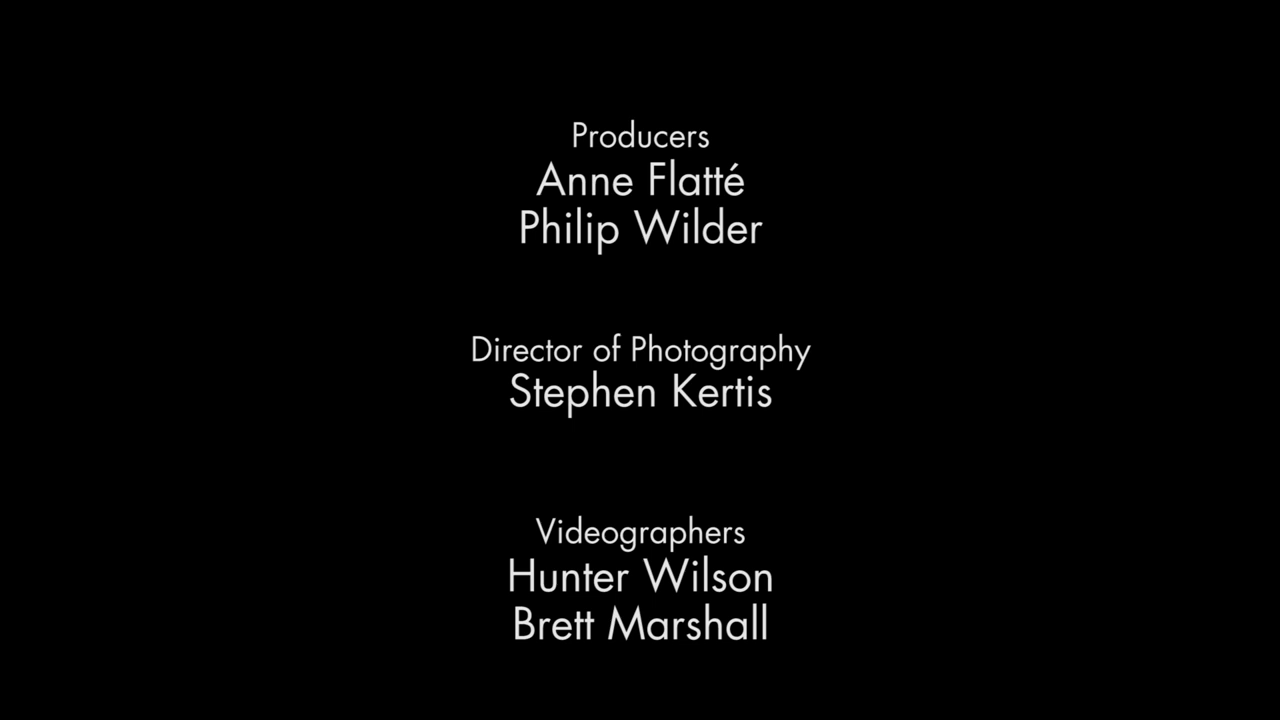 Producers
Anne Flatté
Philip Wilder
Director of Photography
Stephen Kertis
Videographers
Hunter Wilson
Brett Marshall